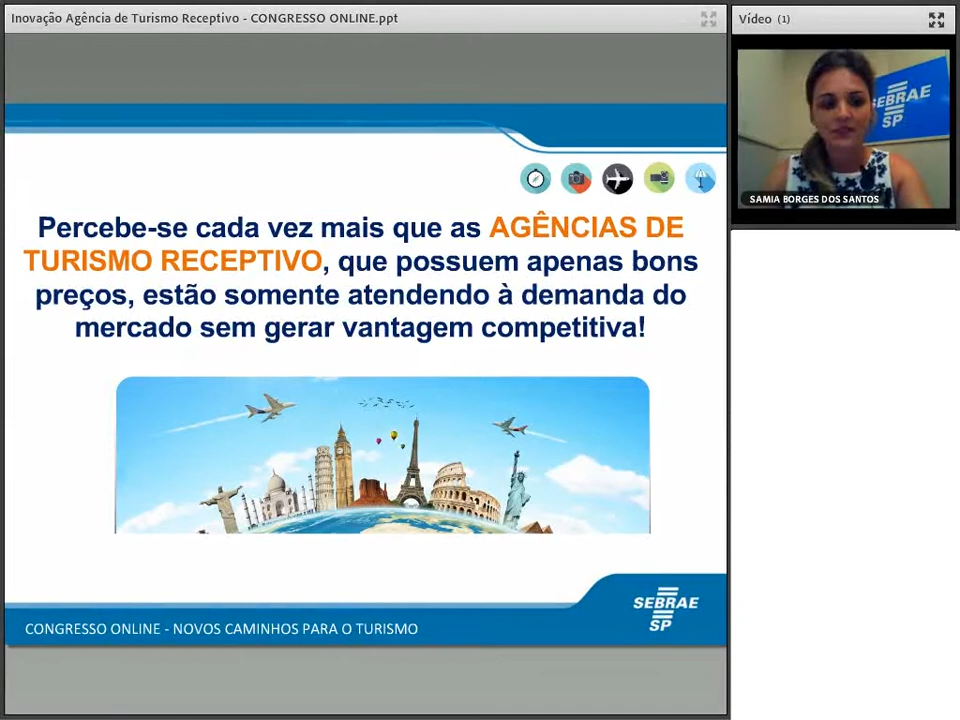 Inovação Agência de Turismo Receptivo - CONGRESSO ONLINE.ppt
Vídeo (1)
SEBRAE
SP
SAMIA BORGES DOS SANTOS
Percebe-se cada vez mais que as AGÊNCIAS DE
TURISMO RECEPTIVO, que possuem apenas bons
preços, estão somente atendendo à demanda do
mercado sem gerar vantagem competitiva!
SEBRAE
SP
CONGRESSO ONLINE - NOVOS CAMINHOS PARA O TURISMO